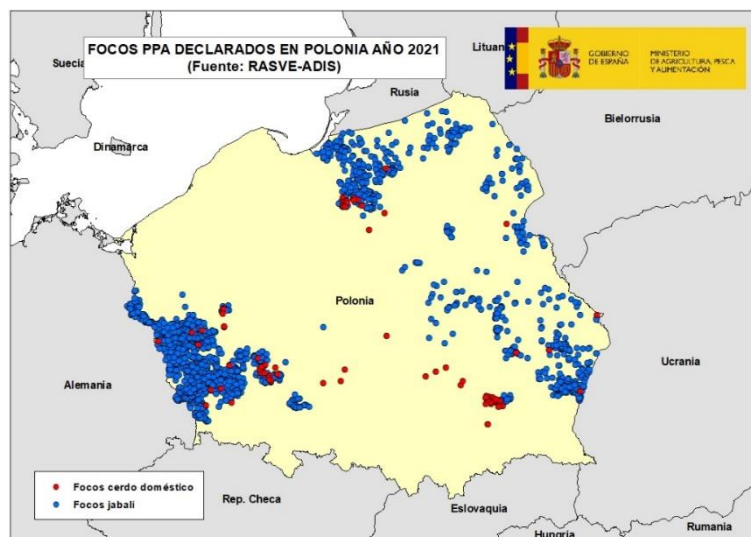 FOCOS PPA DECLARADOS EN POLONIA AÑO 2021
(Fuente: RASVE-ADIS)
GOBIERNO
DE ESPAÑA
MINISTERIO
DE AGRICULTURA, PESCA
Y ALIMENTACIÓN
Suecia
Lituan
Rusia
Bielorrusia
Dinamarca
Polonia
Ucrania
Alemania
Focos cerdo doméstico
Focos jabalí
Rep. Checa
Eslovaquia
Hungría
Rumania